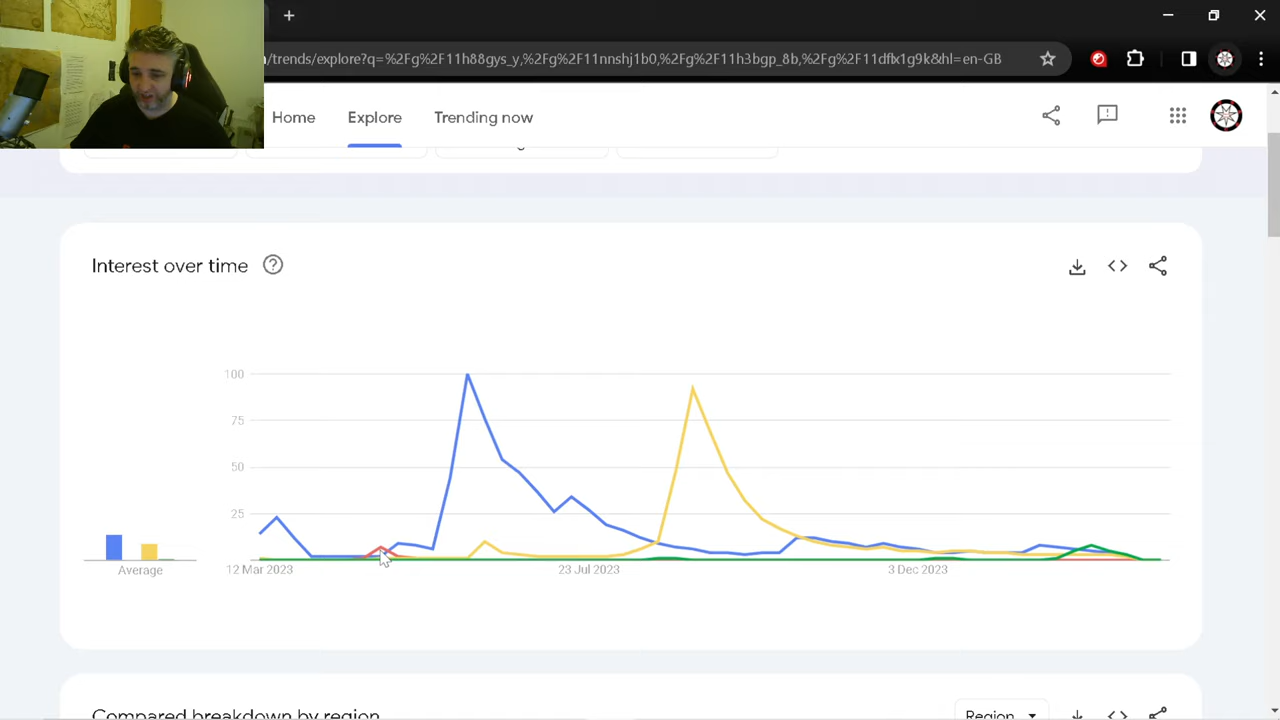 /trends/explore?q=%2Fg%2F11h88gys_y,%2Fg%2F11nnshj1b0,%2Fg%2F11h3bgp_8b,%2Fg%2F11dflx1g9k&hl=en-GB
Home Explore Trending now
Interest over time
100
75
50
25
Average
12 Mar 2023 23 Jul 2023 3 Dec 2023
Compared breakdown by region
Region